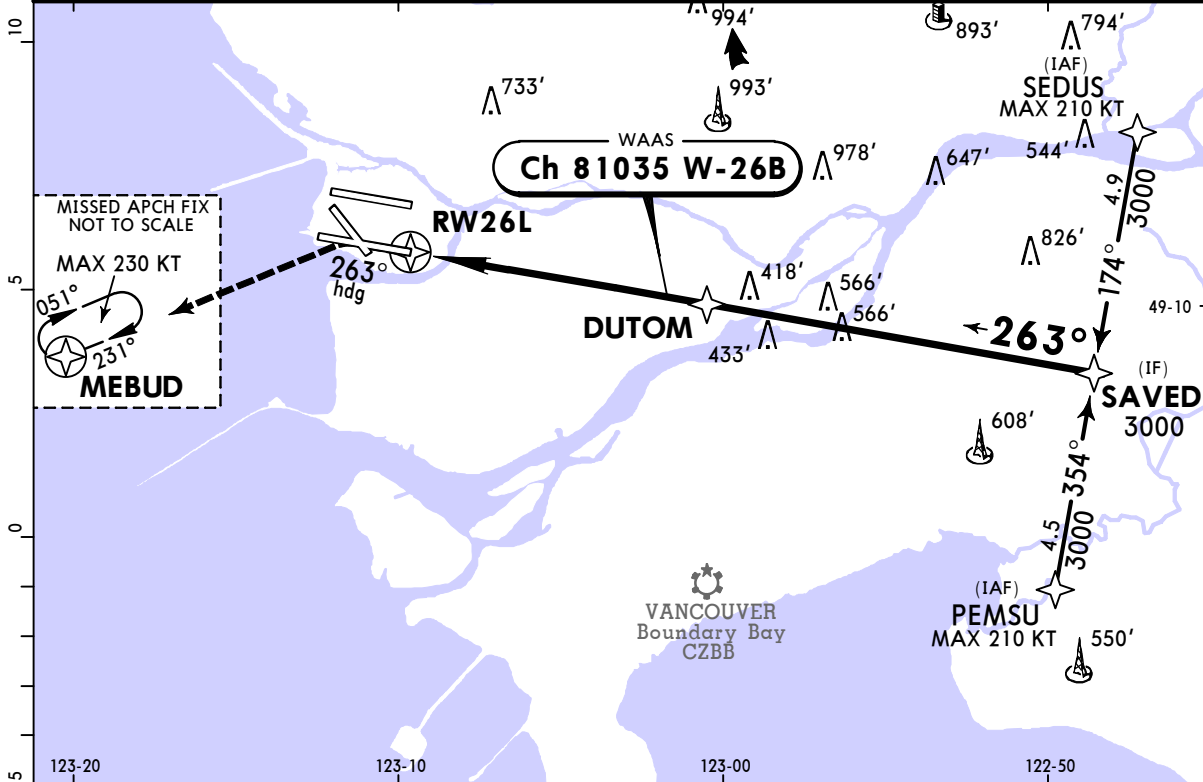 10
994′
893′
794′
(IAF)
SEDUS
MAX 210 KT
733′
993′
WAAS
Ch 81035 W-26B
978′
647′
544′
4.9
3000
MISSED APCH FIX
NOT TO SCALE
RW26L
174°
826′
MAX 230 KT
263°
hdg
051°
231°
MEBUD
5
418′
566′
566′
DUTOM
433′
263°
49-10
(IF)
SAVED
3000
608′
354°
4.5
3000
0
(IAF)
PEMSU
MAX 210 KT
VANCOUVER
Boundary Bay
CZBB
550′
5
123-20
123-10
123-00
122-50